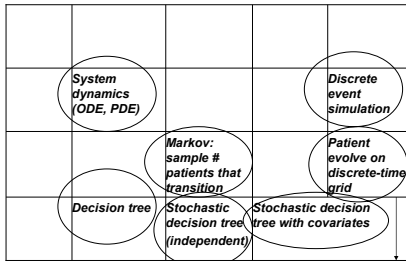 System
dynamics
(ODE, PDE)
Discrete
event
simulation
Markov:
sample #
patients that
transition
Patient
evolve on
discrete-time
grid
Decision tree
Stochastic
decision tree
(independent)
Stochastic decision
tree with covariates